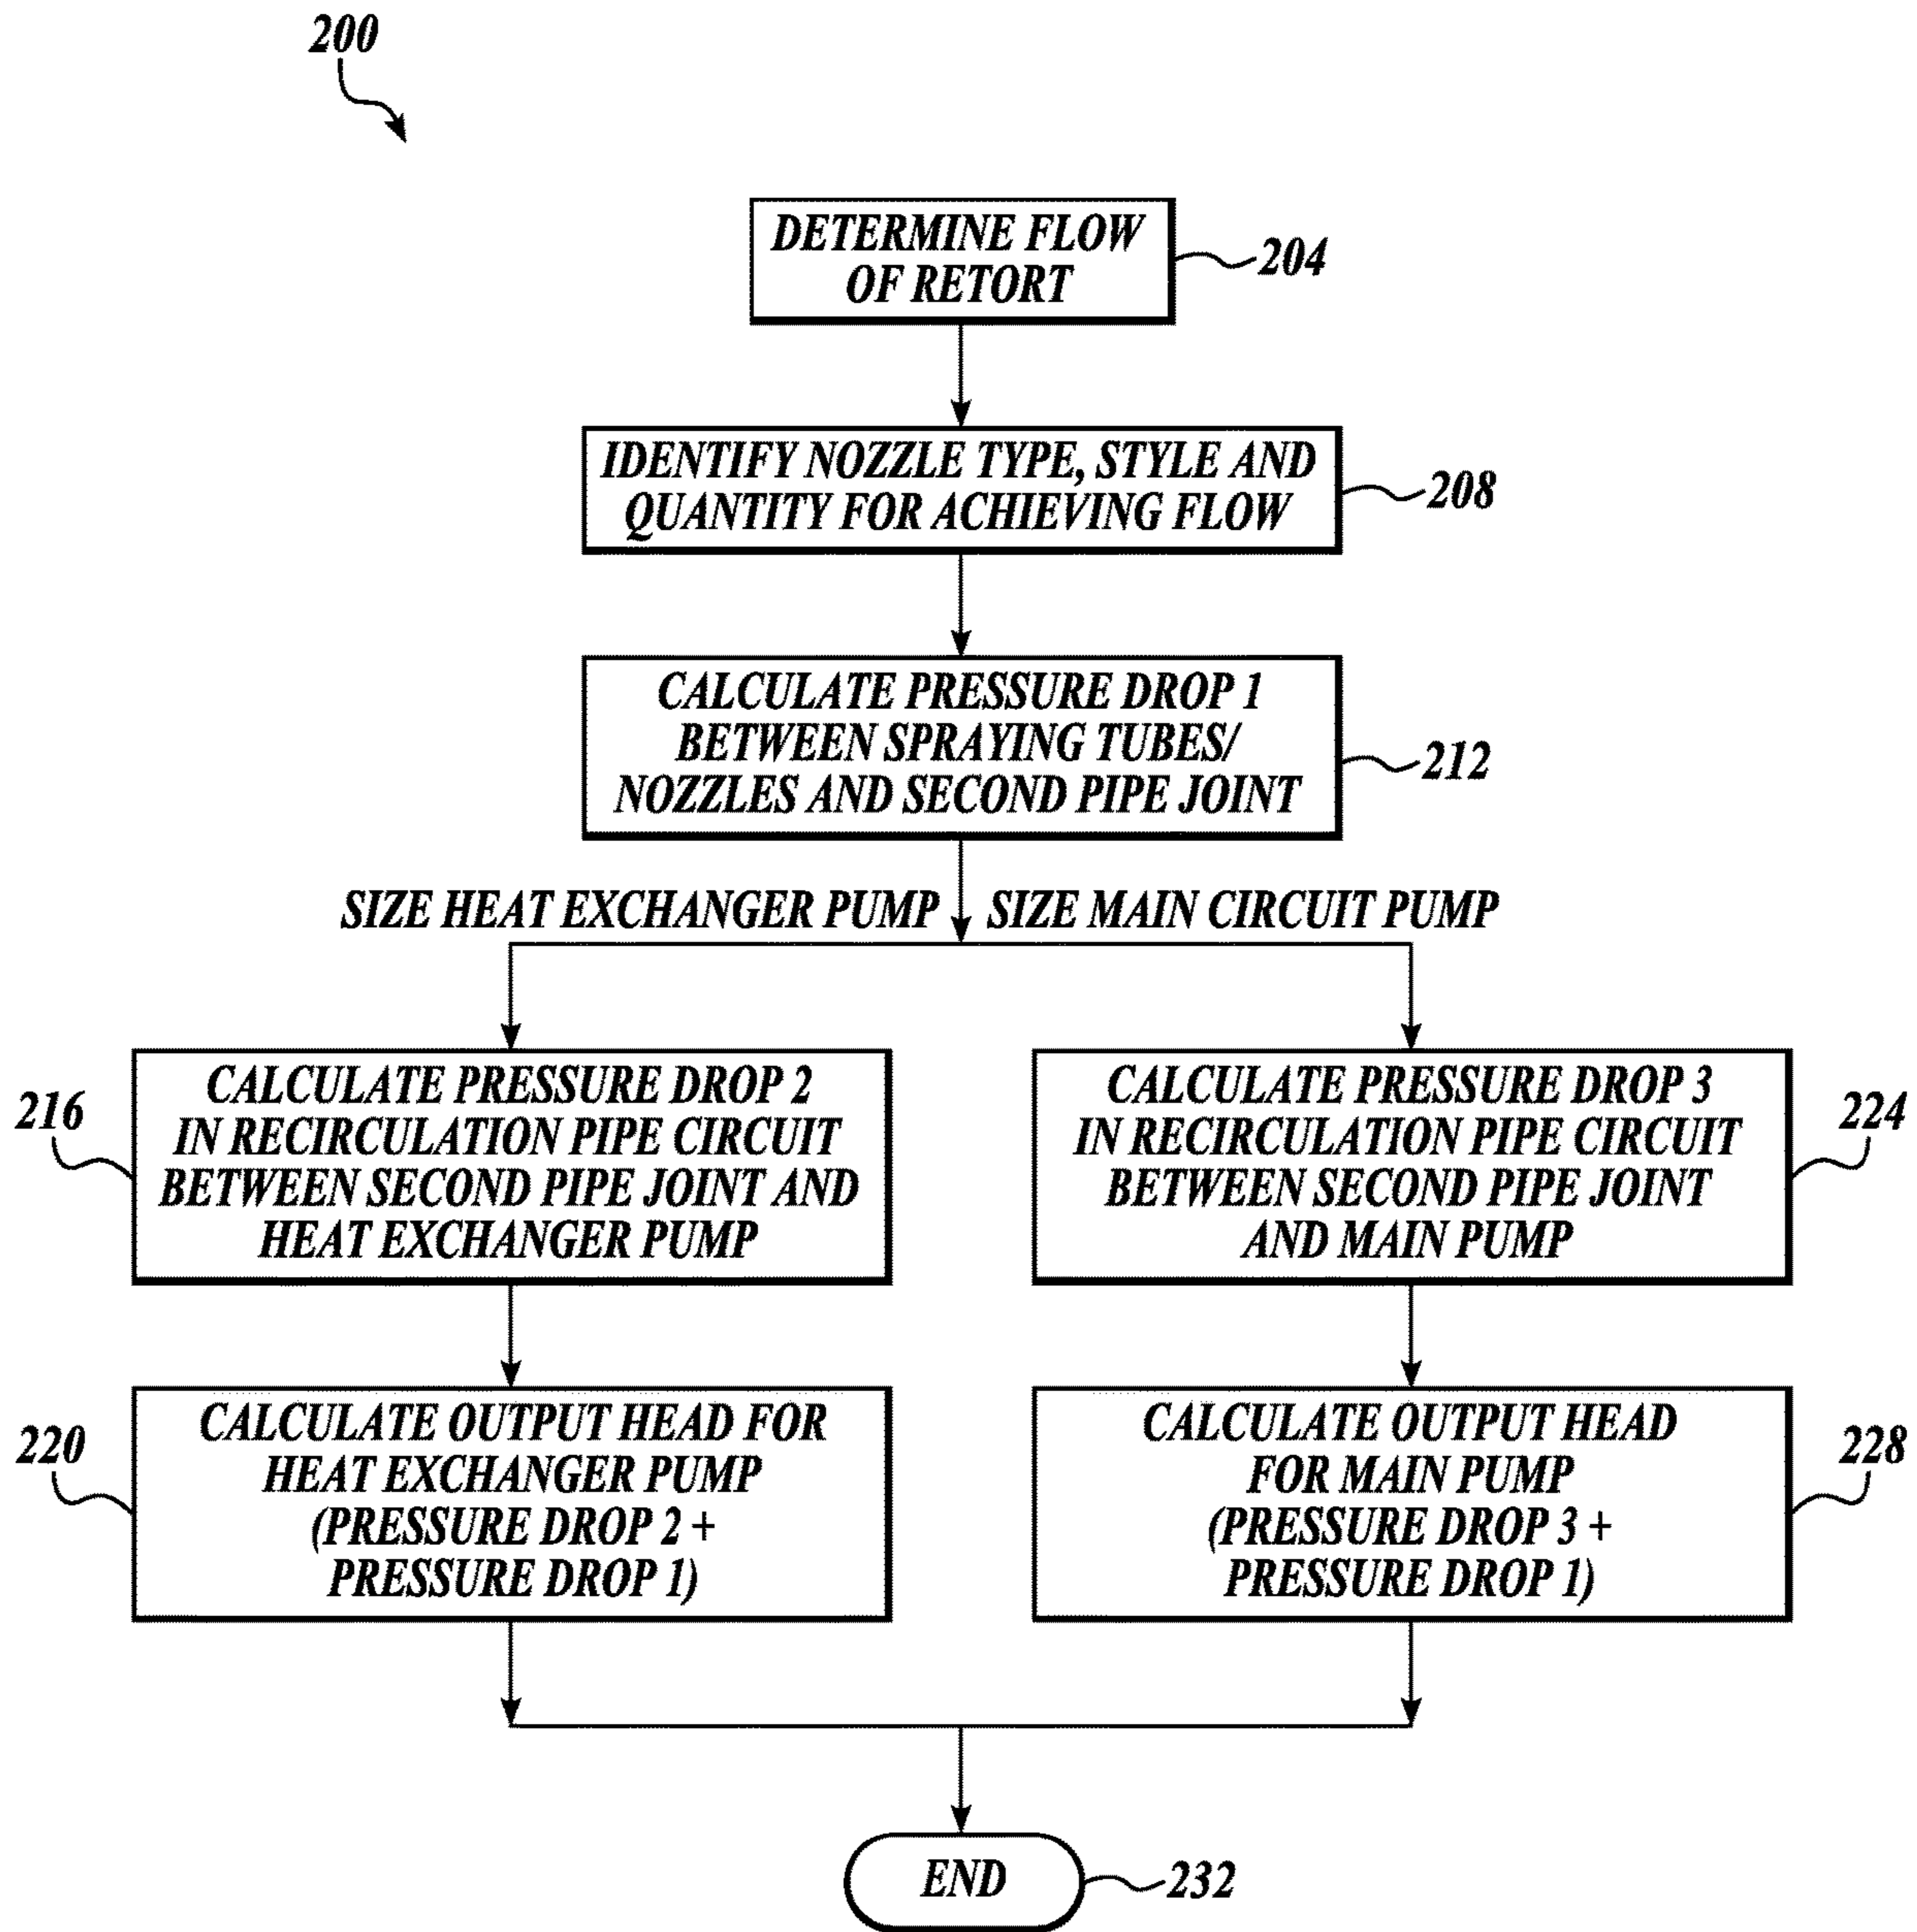 200
DETERMINE FLOW
OF RETORT
204
IDENTIFY NOZZLE TYPE, STYLE AND
QUANTITY FOR ACHIEVING FLOW
208
CALCULATE PRESSURE DROP 1
BETWEEN SPRAYING TUBES/
NOZZLES AND SECOND PIPE JOINT
212
SIZE HEAT EXCHANGER PUMP
SIZE MAIN CIRCUIT PUMP
216
CALCULATE PRESSURE DROP 2
IN RECIRCULATION PIPE CIRCUIT
BETWEEN SECOND PIPE JOINT AND
HEAT EXCHANGER PUMP
CALCULATE PRESSURE DROP 3
IN RECIRCULATION PIPE CIRCUIT
BETWEEN SECOND PIPE JOINT
AND MAIN PUMP
224
220
CALCULATE OUTPUT HEAD FOR
HEAT EXCHANGER PUMP
(PRESSURE DROP 2 +
PRESSURE DROP 1)
CALCULATE OUTPUT HEAD
FOR MAIN PUMP
(PRESSURE DROP 3 +
PRESSURE DROP 1)
228
END
232